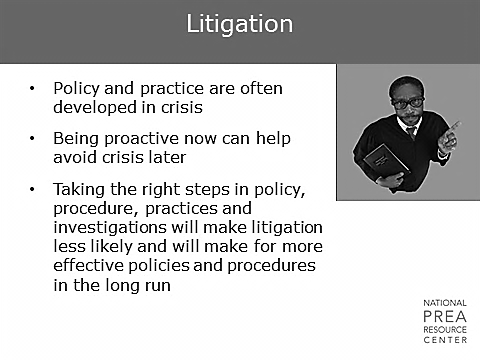 Litigation
• Policy and practice are often
developed in crisis
• Being proactive now can help
avoid crisis later
• Taking the right steps in policy,
procedure, practices and
investigations will make litigation
less likely and will make for more
effective policies and procedures
in the long run
NATIONAL
PREA
RESOURCE
CENTER